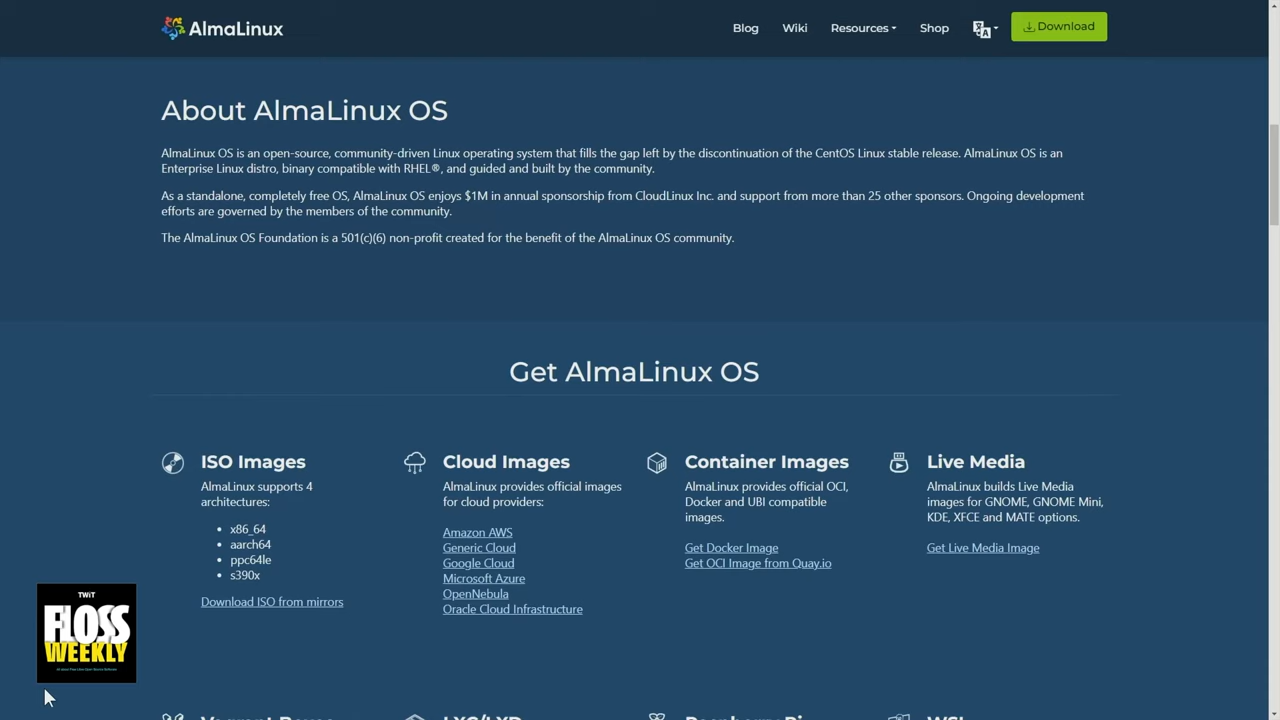 AlmaLinux
Blog
Wiki
Resources
Shop
Download
About AlmaLinux OS
AlmaLinux OS is an open-source, community-driven Linux operating system that fills the gap left by the discontinuation of the CentOS Linux stable release. AlmaLinux OS is an
Enterprise Linux distro, binary compatible with RHEL®, and guided and built by the community.
As a standalone, completely free OS, AlmaLinux OS enjoys $1M in annual sponsorship from CloudLinux Inc. and support from more than 25 other sponsors. Ongoing development
efforts are governed by the members of the community.
The AlmaLinux OS Foundation is a 501(c)(6) non-profit created for the benefit of the AlmaLinux OS community.
Get AlmaLinux OS
ISO Images
AlmaLinux supports 4
architectures:
• x86_64
• aarch64
• ppc64le
• s390x
Download ISO from mirrors
Cloud Images
AlmaLinux provides official images
for cloud providers:
Amazon AWS
Generic Cloud
Google Cloud
Microsoft Azure
OpenNebula
Oracle Cloud Infrastructure
Container Images
AlmaLinux provides official OCI,
Docker and UBI compatible
images.
Get Docker Image
Get OCI Image from Quay.io
Live Media
AlmaLinux builds Live Media
images for GNOME, GNOME Mini,
KDE, XFCE and MATE options.
Get Live Media Image
TWiT
FLOSS
WEEKLY
Vagrant Boxes
LXC/LXD
Raspberry Pi
WSL